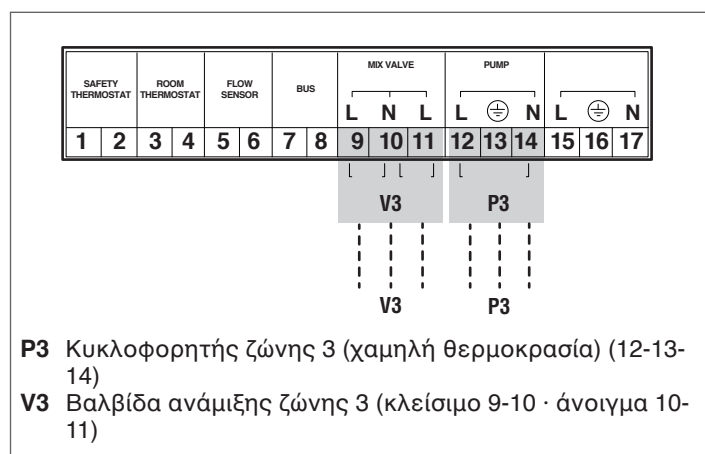 SAFETY THERMOSTAT
ROOM THERMOSTAT
FLOW SENSOR
BUS
MIX VALVE
PUMP
L N L L N L N
1 2 3 4 5 6 7 8 9 10 11 12 13 14 15 16 17
V3 P3
V3 P3
P3 Κυκλοφορητής ζώνης 3 (χαμηλή θερμοκρασία) (12-13-
14)
V3 Βαλβίδα ανάμιξης ζώνης 3 (κλείσιμο 9-10 · άνοιγμα 10-
11)